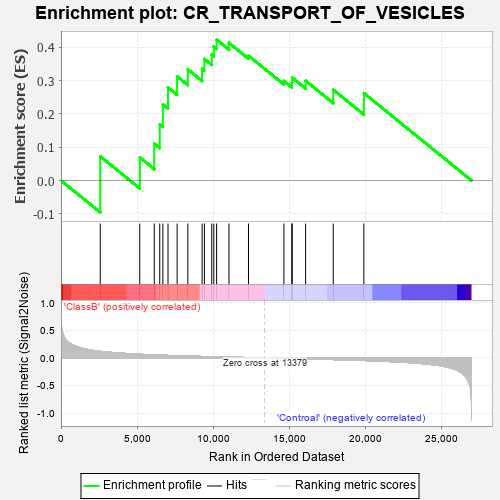 Enrichment plot: CR_TRANSPORT_OF_VESICLES
Enrichment score (ES)
0.4
0.3
0.2
0.1
0.0
-0.1
Ranked list metric (Signal2Noise)
1.0
0.5
0.0
-0.5
-1.0
'ClassB' (positively correlated)
Zero cross at 13379
'Controal' (negatively correlated)
0
5,000
10,000
15,000
20,000
25,000
Rank in Ordered Dataset
Enrichment profile
Hits
Ranking metric scores